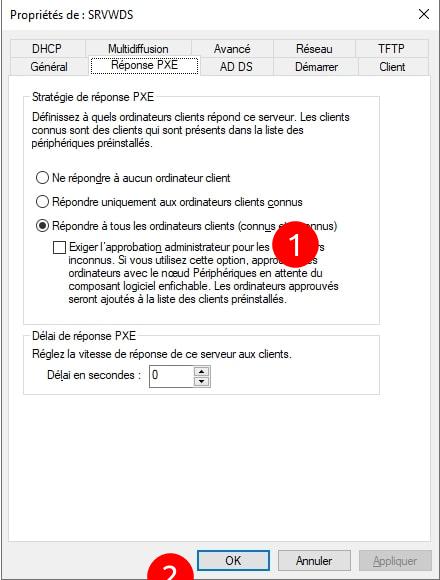 Propriétés de : SRVWDS
DHCP Multidiffusion Avancé Réseau TFTP
Général Réponse PXE AD DS Démarrer Client
Stratégie de réponse PXE
Définissez à quels ordinateurs clients répond ce serveur. Les clients
connus sont des clients qui sont présents dans la liste des
périphériques préinstallés.
Ne répondre à aucun ordinateur client
Répondre uniquement aux ordinateurs clients connus
Répondre à tous les ordinateurs clients (connus
1
Exiger l'approbation administrateur pour les
inconnus. Si vous utilisez cette option,
ordinateurs avec le nœud Périphériques en attente du
composant logiciel enfichable. Les ordinateurs approuvés
seront ajoutés à la liste des clients préinstallés.
Délai de réponse PXE
Réglez la vitesse de réponse de ce serveur aux clients.
Délai en secondes : 0
2
OK Annuler Appliquer